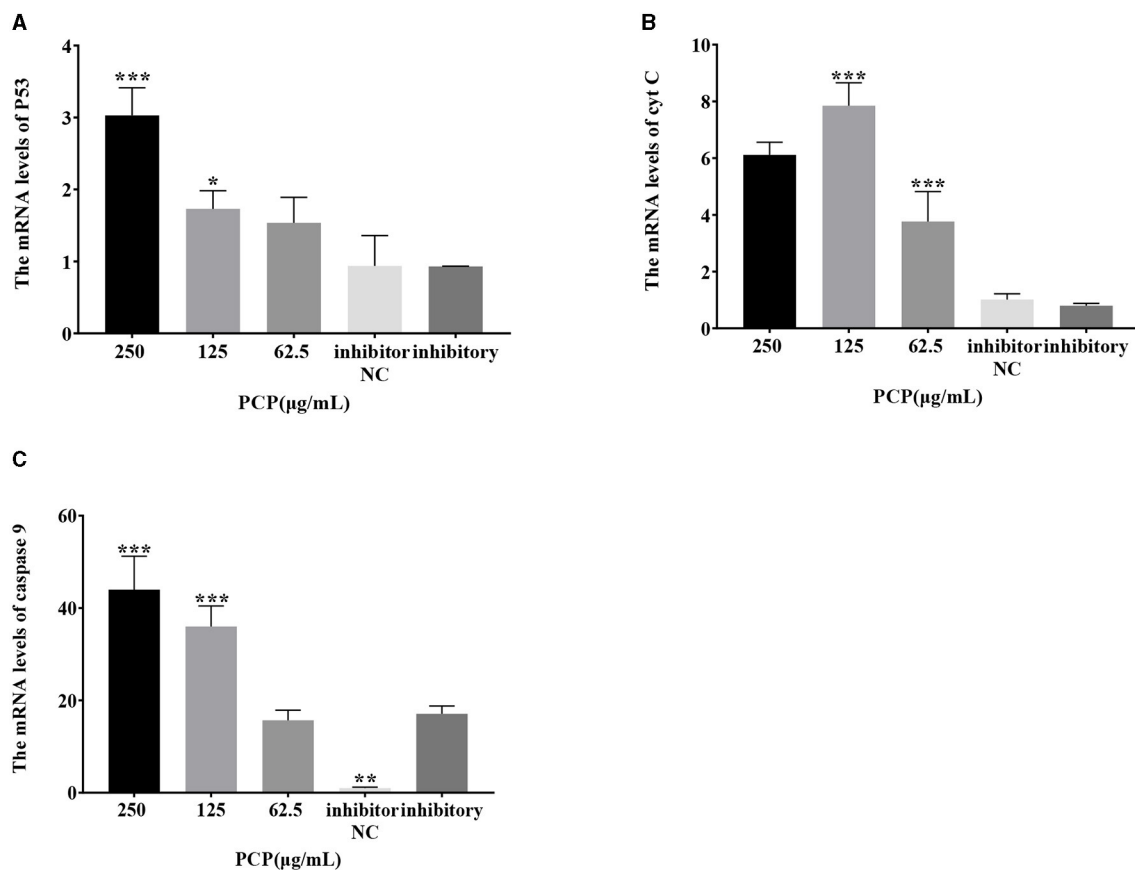 A
The mRNA levels of P53
4
3
2
1
0
***
*
250 125 62.5 inhibitor inhibitory
NC
PCP(μg/mL)
B
The mRNA levels of cyt C
10
8
6
4
2
0
***
***
250 125 62.5 inhibitor inhibitory
NC
PCP(μg/mL)
C
The mRNA levels of caspase 9
60
40
20
0
***
***
**
250 125 62.5 inhibitor inhibitory
NC
PCP(μg/mL)